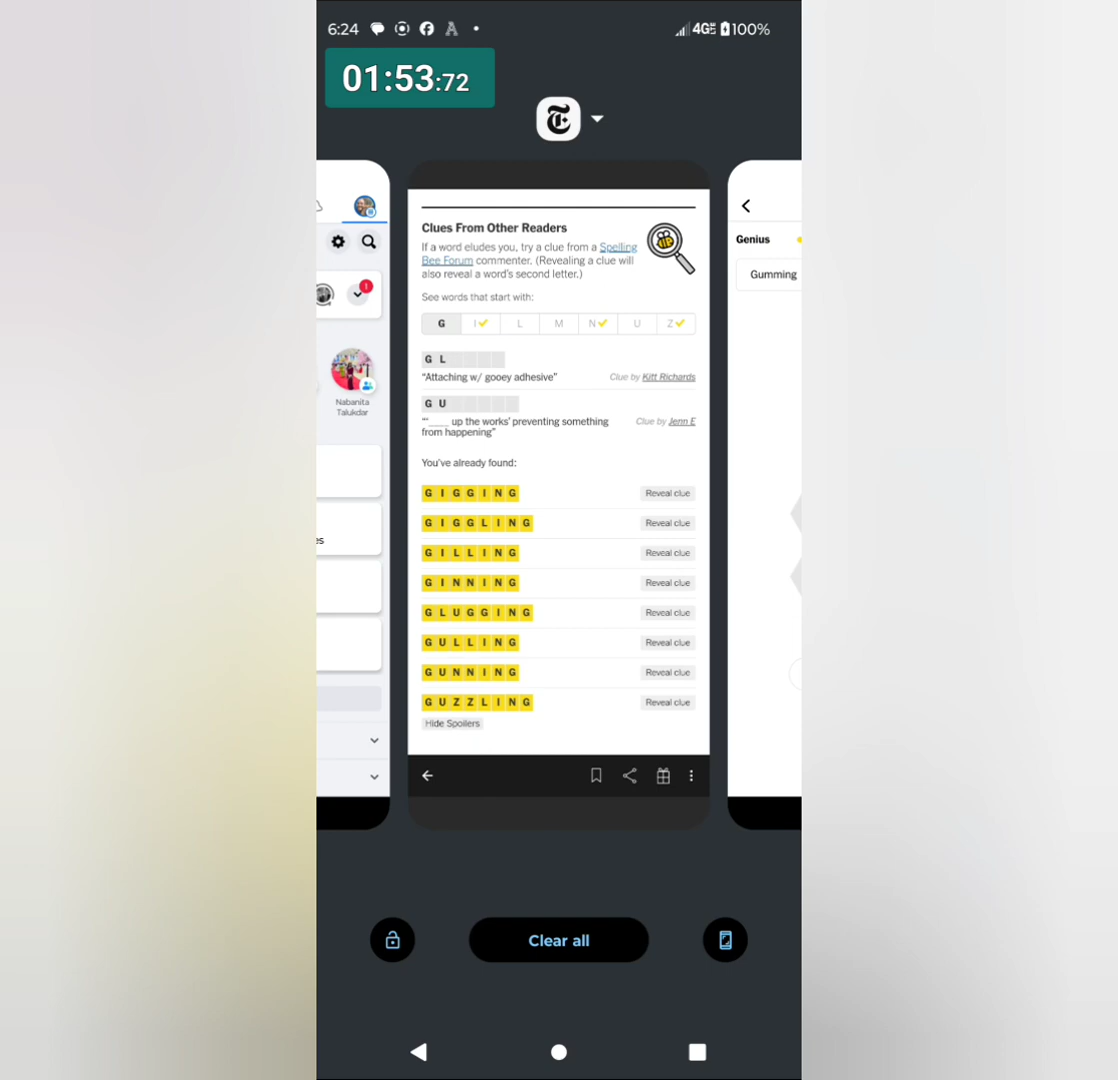 6:24
4G
100%
01:53:72
Clues From Other Readers
If a word eludes you, try a clue from a Spelling
Bee Forum commenter. (Revealing a clue will
also reveal a word's second letter.)
See words that start with:
G I L M N U Z
G L
“Attaching w/ gooey adhesive” Clue by Kitt Richards
G U
“‘____ up the works’ preventing something
from happening” Clue by Jenn E
You've already found:
GIGGING Reveal clue
GIGGLING Reveal clue
GILLING Reveal clue
GINNING Reveal clue
GLUGGING Reveal clue
GULLING Reveal clue
GUNNING Reveal clue
GUZZLING Reveal clue
Hide Spoilers
1
Nabanita
Talukdar
es
Genius
Gumming
Clear all